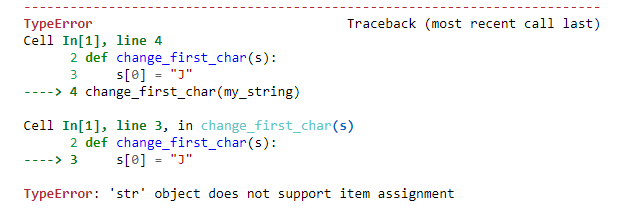 ---------------------------------------------------------------------------
TypeError                                 Traceback (most recent call last)
Cell In[1], line 4
      2 def change_first_char(s):
      3     s[0] = "J"
----> 4 change_first_char(my_string)

Cell In[1], line 3, in change_first_char(s)
      2 def change_first_char(s):
----> 3     s[0] = "J"

TypeError: 'str' object does not support item assignment